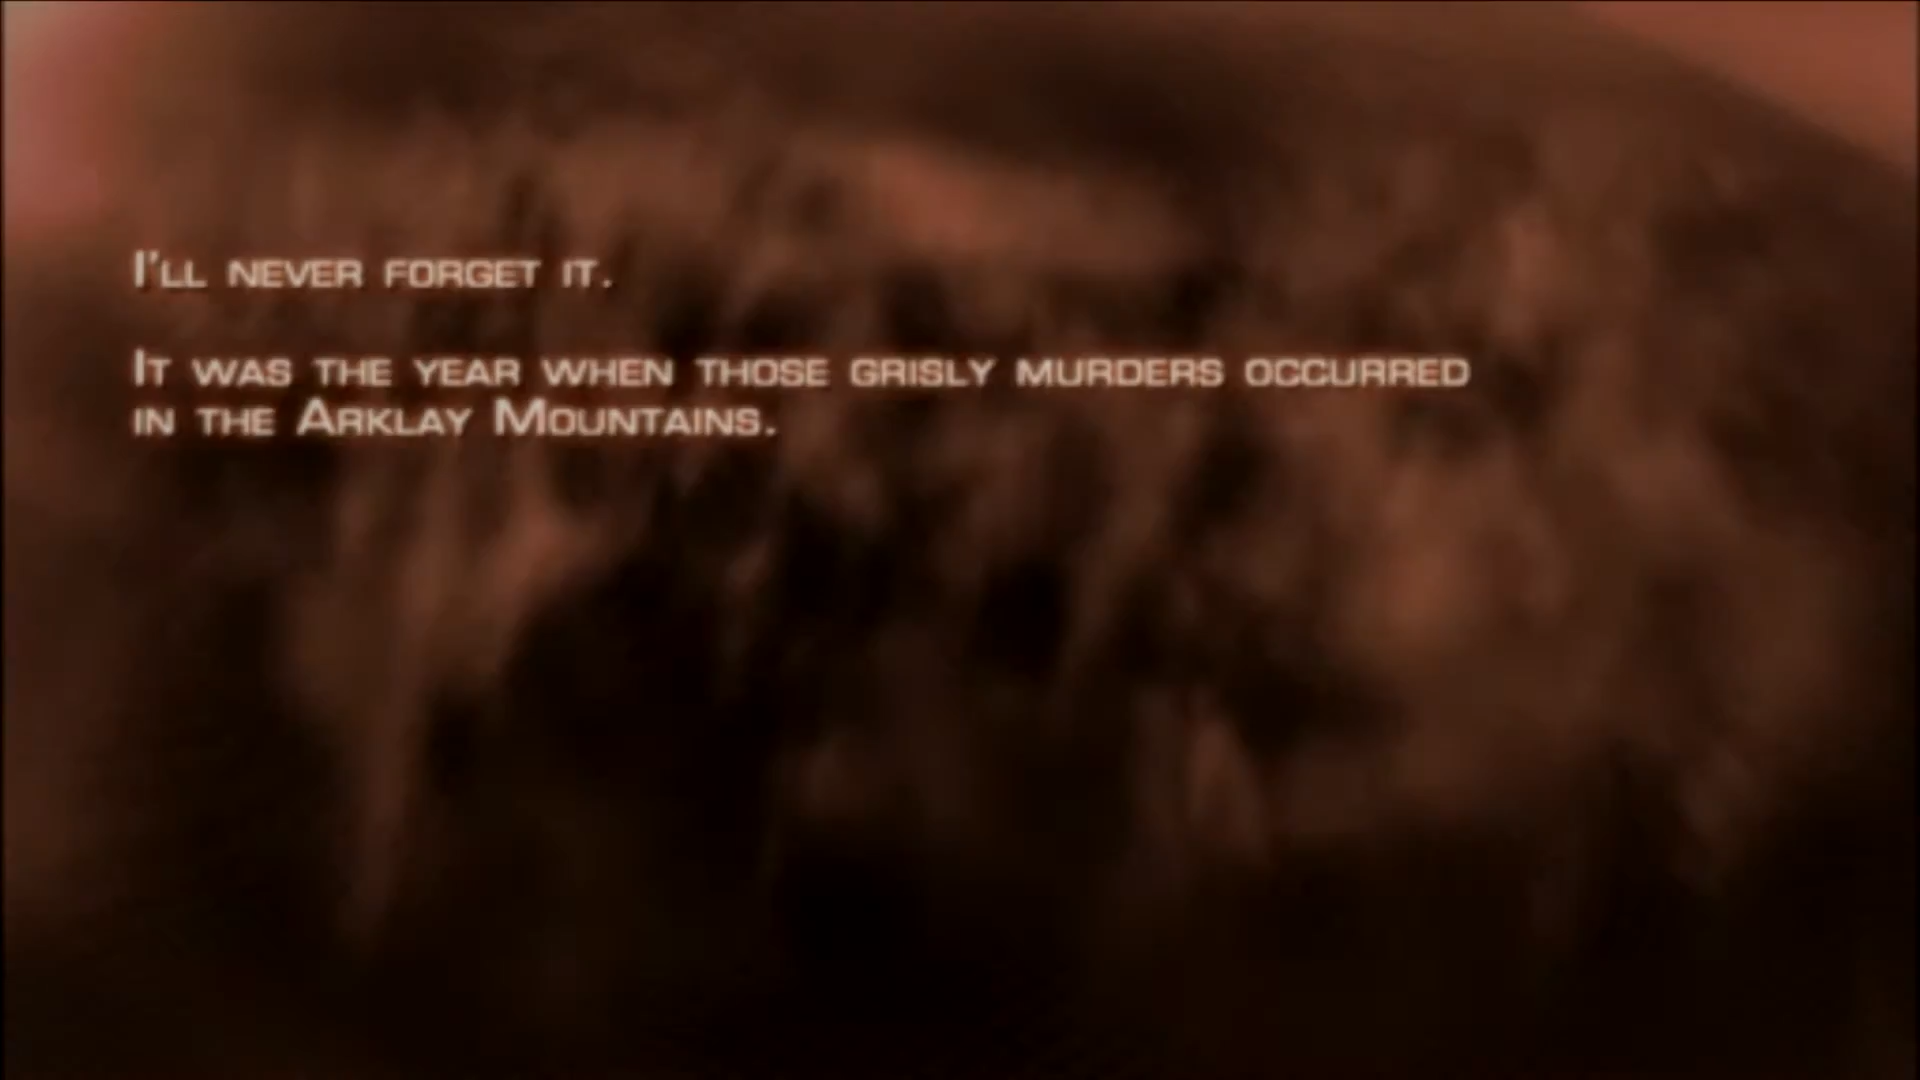 I'll never forget it.
It was the year when those grisly murders occurred
in the Arklay Mountains.